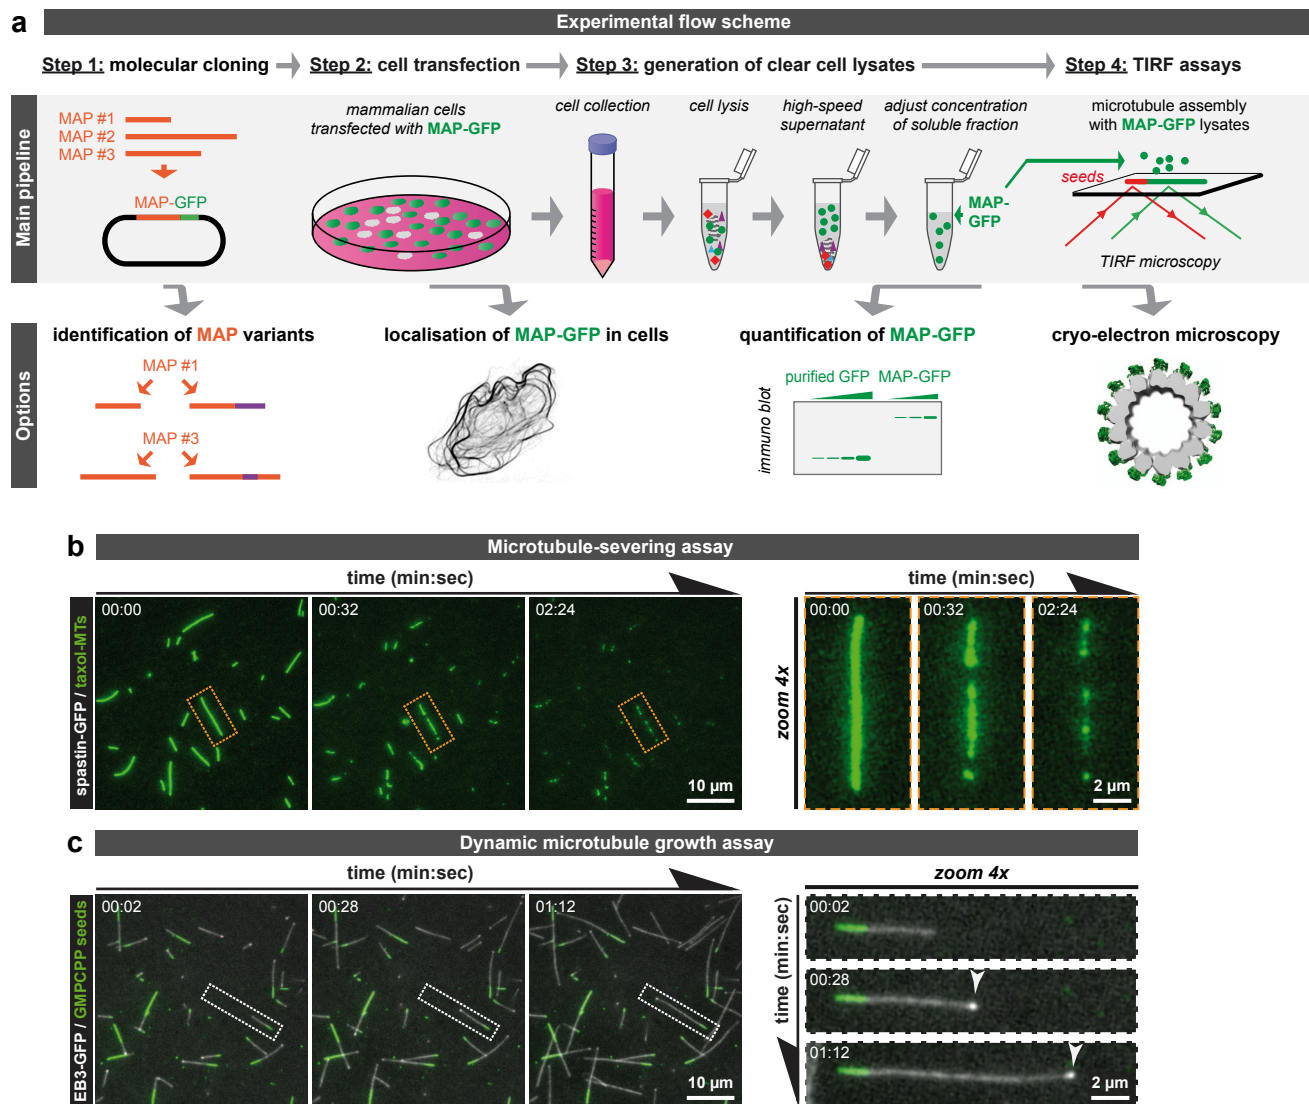 a
Experimental flow scheme
Step 1: molecular cloning
Step 2: cell transfection
Step 3: generation of clear cell lysates
Step 4: TIRF assays
Main pipeline
MAP #1
MAP #2
MAP #3
MAP-GFP
mammalian cells
transfected with MAP-GFP
cell collection
cell lysis
high-speed
supernatant
adjust concentration
of soluble fraction
MAP-
GFP
microtubule assembly
with MAP-GFP lysates
seeds
TIRF microscopy
Options
identification of MAP variants
MAP #1
MAP #3
localisation of MAP-GFP in cells
quantification of MAP-GFP
purified GFP
MAP-GFP
immuno blot
cryo-electron microscopy
b
Microtubule-severing assay
time (min:sec)
spastin-GFP / taxol-MTs
00:00
00:32
02:24
10 µm
time (min:sec)
zoom 4x
00:00
00:32
02:24
2 µm
c
Dynamic microtubule growth assay
time (min:sec)
EB3-GFP / GMPCPP seeds
00:02
00:28
01:12
10 µm
zoom 4x
time (min:sec)
00:02
00:28
01:12
2 µm